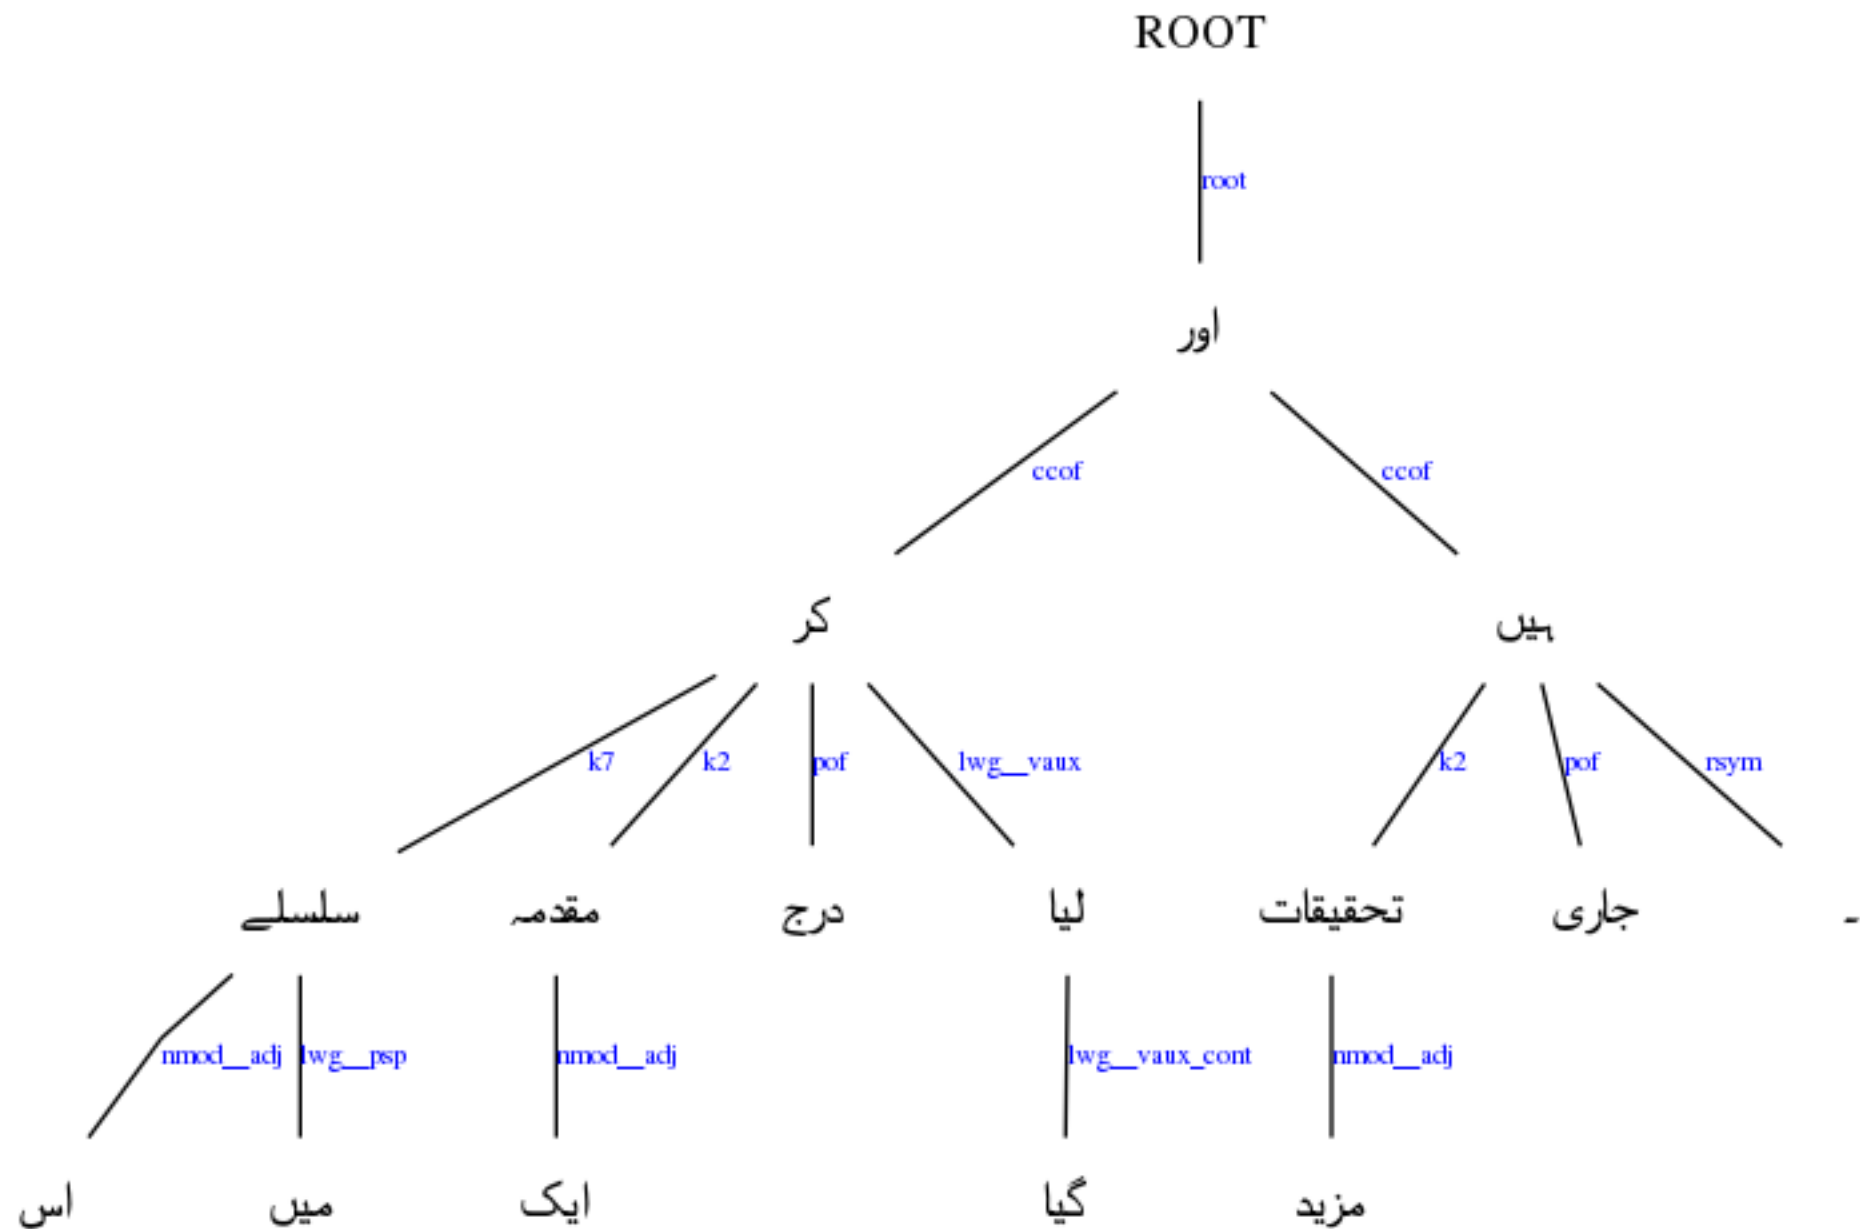 ROOT
root
اور
ccof ccof
کر ہیں
k7 k2 pof lwg__vaux k2 pof rsym
سلسلے مقدمہ درج لیا تحقیقات جاری ۔
nmod__adj lwg__psp nmod__adj lwg__vaux_cont nmod__adj
اس میں ایک گیا مزید